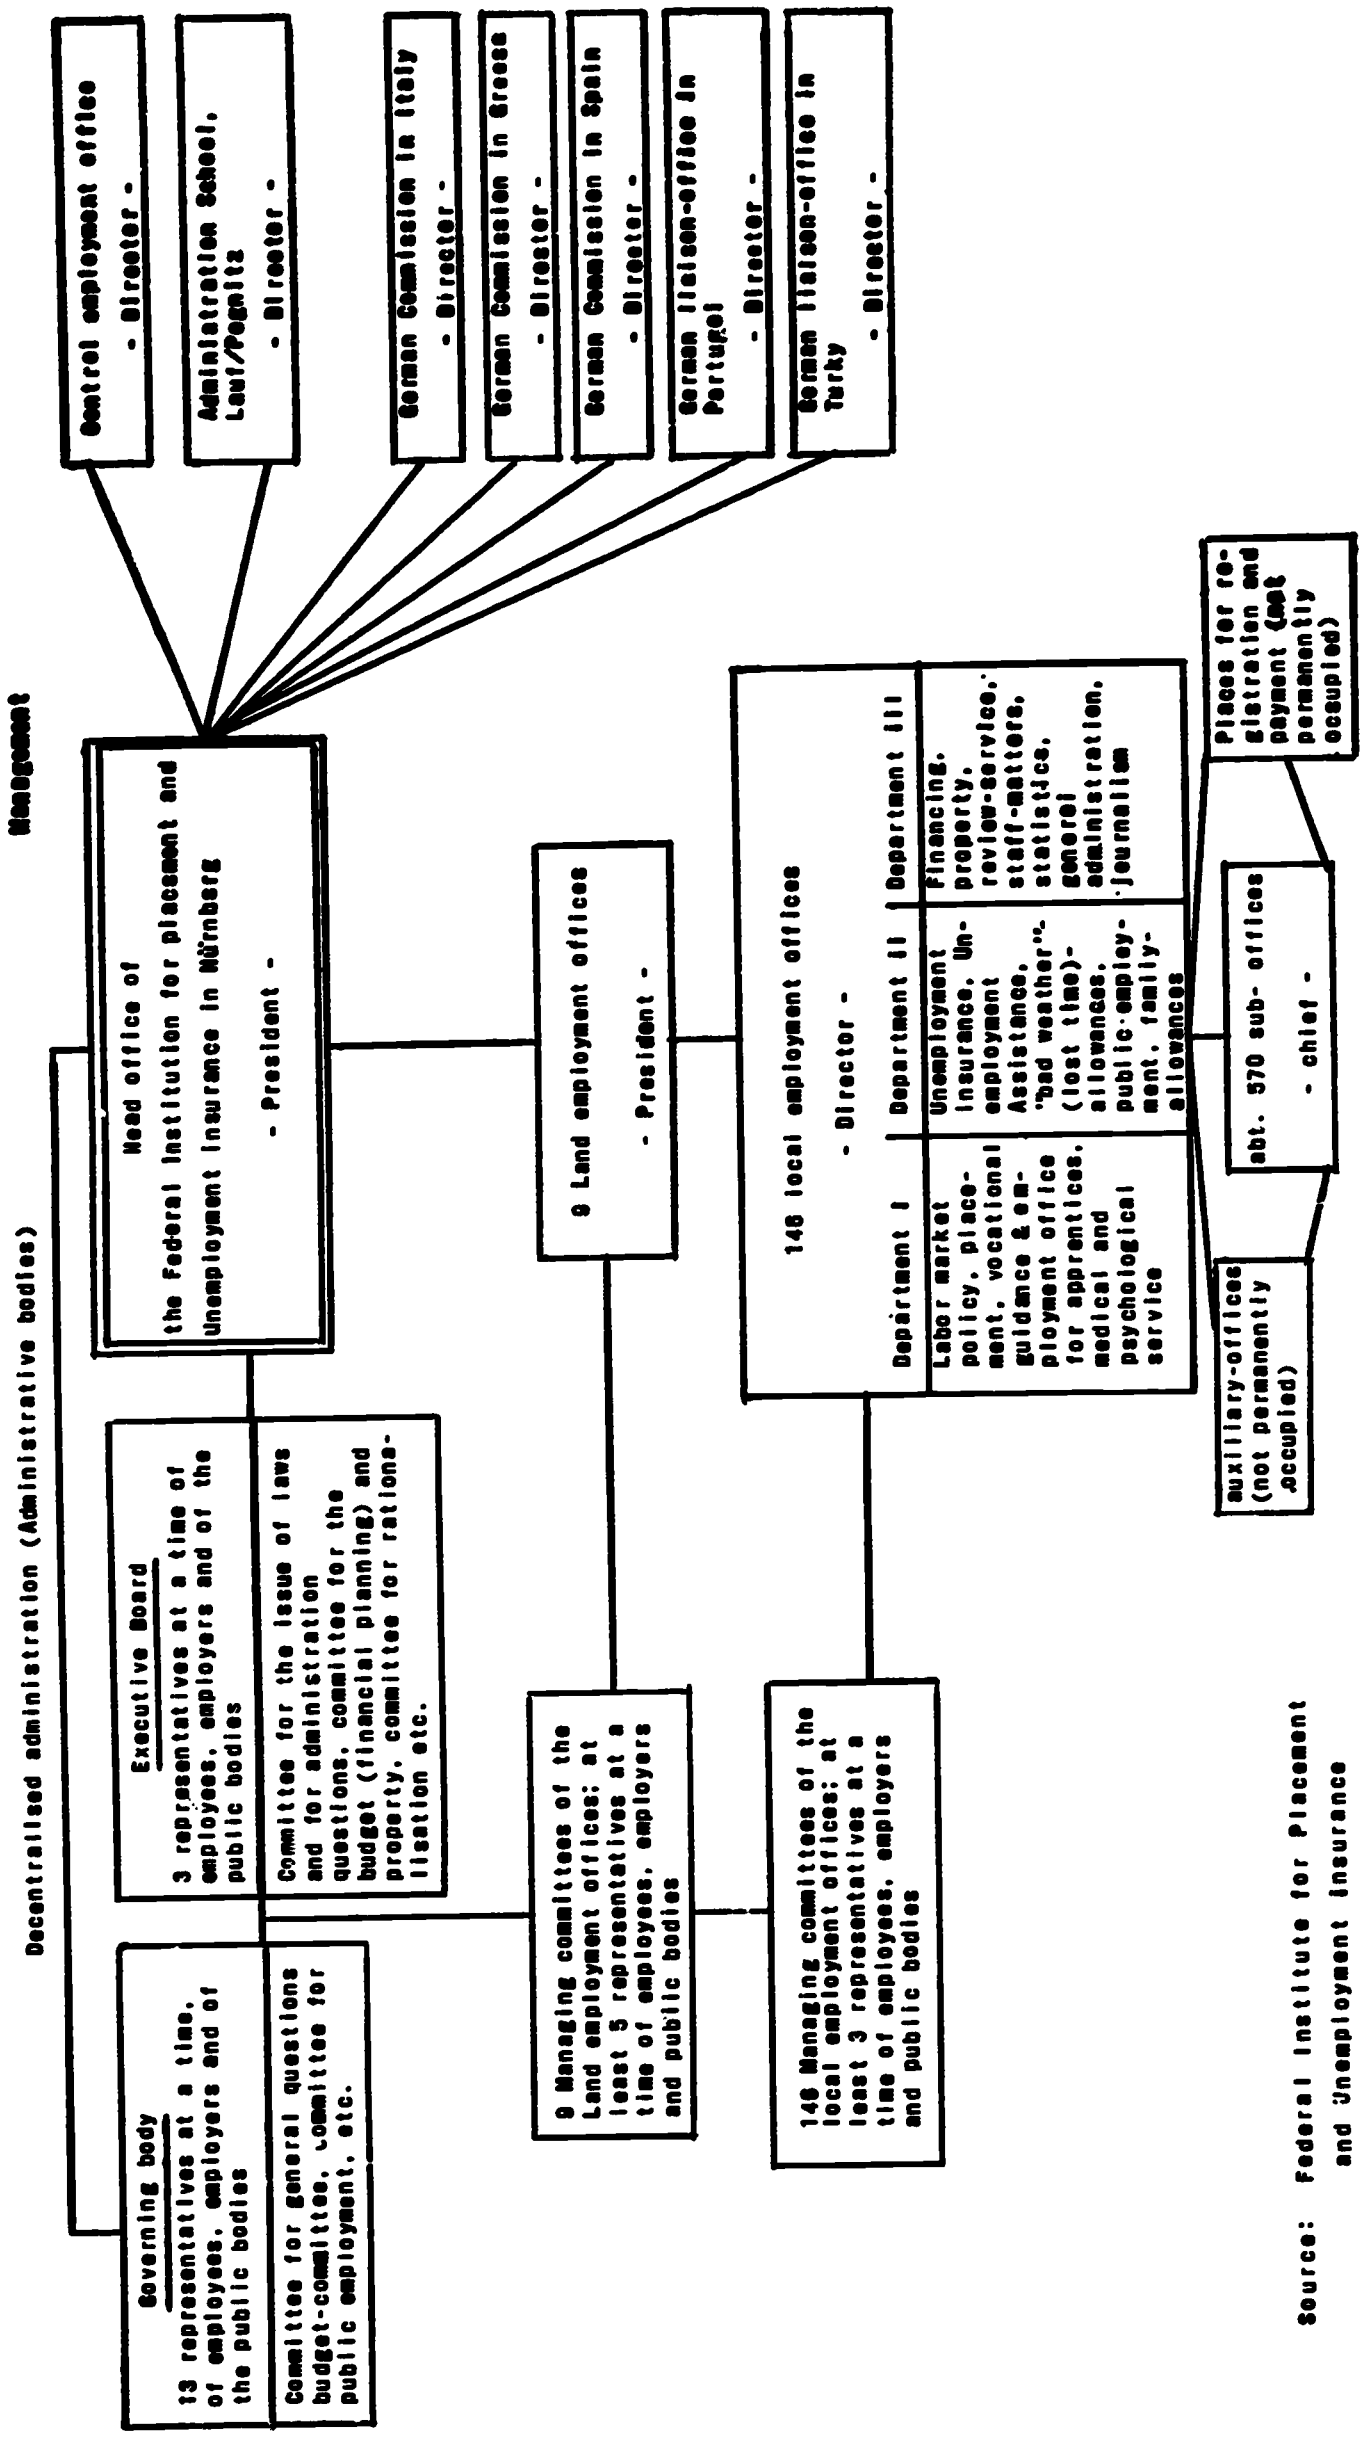 Decentralised administration (Administrative bodies)
Management
Governing body
13 representatives at a time,
of employees, employers and of
the public bodies
Committee for general questions
budget-committee, committee for
public employment, etc.
Executive Board
3 representatives at a time of
employees, employers and of the
public bodies
Committee for the issue of laws
and for administration
questions, committee for the
budget (financial planning) and
property, committee for rationa-
lisation etc.
Head office of
the Federal Institution for placement and
unemployment insurance in Nürnberg
- President -
Central employment office
- Director -
Administration School,
Lauf/Pegnitz
- Director -
German Commission in Italy
- Director -
German Commission in Greece
- Director -
German Commission in Spain
- Director -
German liaison-office in
Portugal
- Director -
German liaison-office in
Turky
- Director -
9 Managing committees of the
Land employment offices; at
least 5 representatives at a
time of employees, employers
and public bodies
9 Land employment offices
- President -
146 Managing committees of the
local employment offices; at
least 3 representatives at a
time of employees, employers
and public bodies
146 local employment offices
- Director -
Department I
Labor market
policy, place-
ment, vocational
guidance & em-
ployment office
for apprentices,
medical and
psychological
service
Department II
Unemployment
insurance, Un-
employment
Assistance,
"bad weather"-
(lost time)-
allowances,
public employ-
ment, family-
allowances
Department III
Financing,
property,
review-service,
staff-matters,
statistics,
general
administration,
journalism
auxiliary-offices
(not permanently
occupied)
abt. 570 sub- offices
- chief -
Places for re-
gistration and
payment (not
permanently
occupied)
Source: Federal Institute for Placement
and Unemployment Insurance